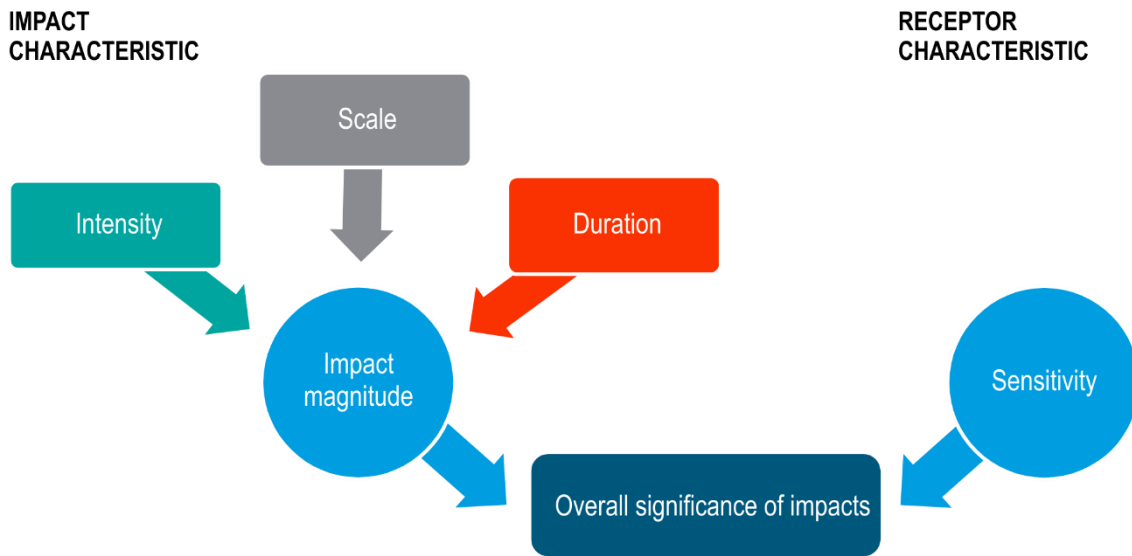 IMPACT
CHARACTERISTIC
RECEPTOR
CHARACTERISTIC
Scale
Intensity
Duration
Impact
magnitude
Sensitivity
Overall significance of impacts